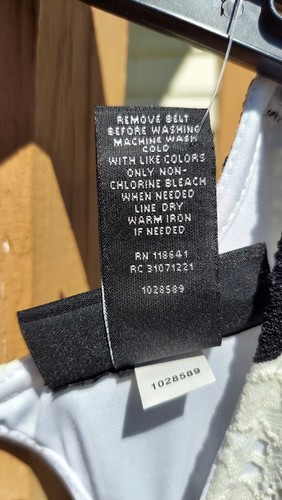 REMOVE BELT
BEFORE WASHING
MACHINE WASH
COLD
WITH LIKE COLORS
ONLY NON-
CHLORINE BLEACH
WHEN NEEDED
LINE DRY
WARM IRON
IF NEEDED
RN 118641
RC 31071221
1028589
1028589